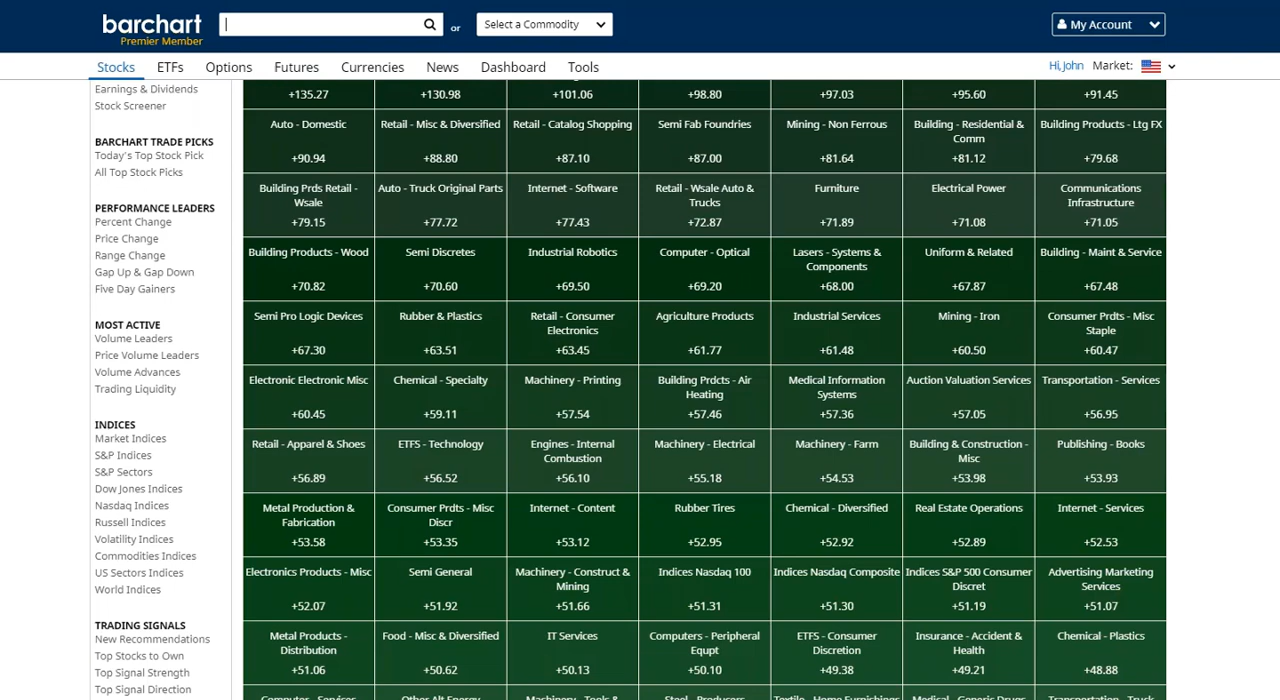 barchart
Premier Member
or
Select a Commodity
My Account
Stocks
ETFs
Options
Futures
Currencies
News
Dashboard
Tools
Hi,John
Market:
Earnings & Dividends
Stock Screener
BARCHART TRADE PICKS
Today's Top Stock Pick
All Top Stock Picks
PERFORMANCE LEADERS
Percent Change
Price Change
Range Change
Gap Up & Gap Down
Five Day Gainers
MOST ACTIVE
Volume Leaders
Price Volume Leaders
Volume Advances
Trading Liquidity
INDICES
Market Indices
S&P Indices
S&P Sectors
Dow Jones Indices
Nasdaq Indices
Russell Indices
Volatility Indices
Commodities Indices
US Sectors Indices
World Indices
TRADING SIGNALS
New Recommendations
Top Stocks to Own
Top Signal Strength
Top Signal Direction
+135.27
+130.98
+101.06
+98.80
+97.03
+95.60
+91.45
Auto - Domestic
+90.94
Retail - Misc & Diversified
+88.80
Retail - Catalog Shopping
+87.10
Semi Fab Foundries
+87.00
Mining - Non Ferrous
+81.64
Building - Residential &
Comm
+81.12
Building Products - Ltg FX
+79.68
Building Prds Retail -
Wsale
+79.15
Auto - Truck Original Parts
+77.72
Internet - Software
+77.43
Retail - Wsale Auto &
Trucks
+72.87
Furniture
+71.89
Electrical Power
+71.08
Communications
Infrastructure
+71.05
Building Products - Wood
+70.82
Semi Discretes
+70.60
Industrial Robotics
+69.50
Computer - Optical
+69.20
Lasers - Systems &
Components
+68.00
Uniform & Related
+67.87
Building - Maint & Service
+67.48
Semi Pro Logic Devices
+67.30
Rubber & Plastics
+63.51
Retail - Consumer
Electronics
+63.45
Agriculture Products
+61.77
Industrial Services
+61.48
Mining - Iron
+60.50
Consumer Prdts - Misc
Staple
+60.47
Electronic Electronic Misc
+60.45
Chemical - Specialty
+59.11
Machinery - Printing
+57.54
Building Prdcts - Air
Heating
+57.46
Medical Information
Systems
+57.36
Auction Valuation Services
+57.05
Transportation - Services
+56.95
Retail - Apparel & Shoes
+56.89
ETFS - Technology
+56.52
Engines - Internal
Combustion
+56.10
Machinery - Electrical
+55.18
Machinery - Farm
+54.53
Building & Construction -
Misc
+53.98
Publishing - Books
+53.93
Metal Production &
Fabrication
+53.58
Consumer Prdts - Misc
Discr
+53.35
Internet - Content
+53.12
Rubber Tires
+52.95
Chemical - Diversified
+52.92
Real Estate Operations
+52.89
Internet - Services
+52.53
Electronics Products - Misc
+52.07
Semi General
+51.92
Machinery - Construct &
Mining
+51.66
Indices Nasdaq 100
+51.31
Indices Nasdaq Composite
+51.30
Indices S&P 500 Consumer
Discret
+51.19
Advertising Marketing
Services
+51.07
Metal Products -
Distribution
+51.06
Food - Misc & Diversified
+50.62
IT Services
+50.13
Computers - Peripheral
Equpt
+50.10
ETFS - Consumer
Discretion
+49.38
Insurance - Accident &
Health
+49.21
Chemical - Plastics
+48.88